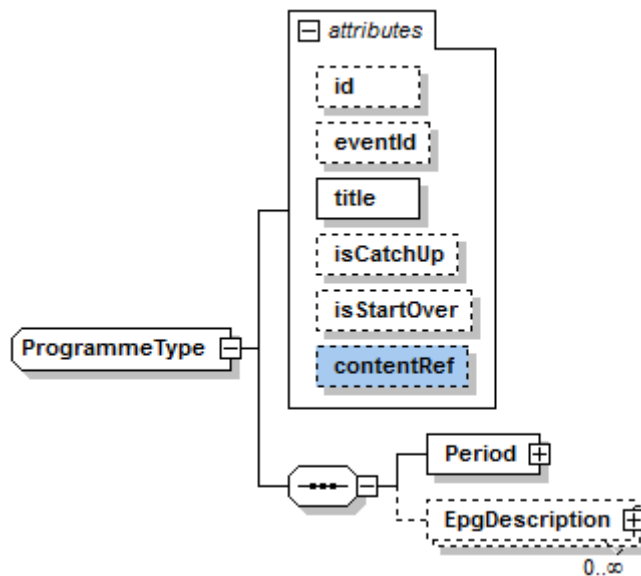 attributes
id
eventId
title
isCatchUp
isStartOver
ProgrammeType
contentRef
Period
EpgDescription
0..∞